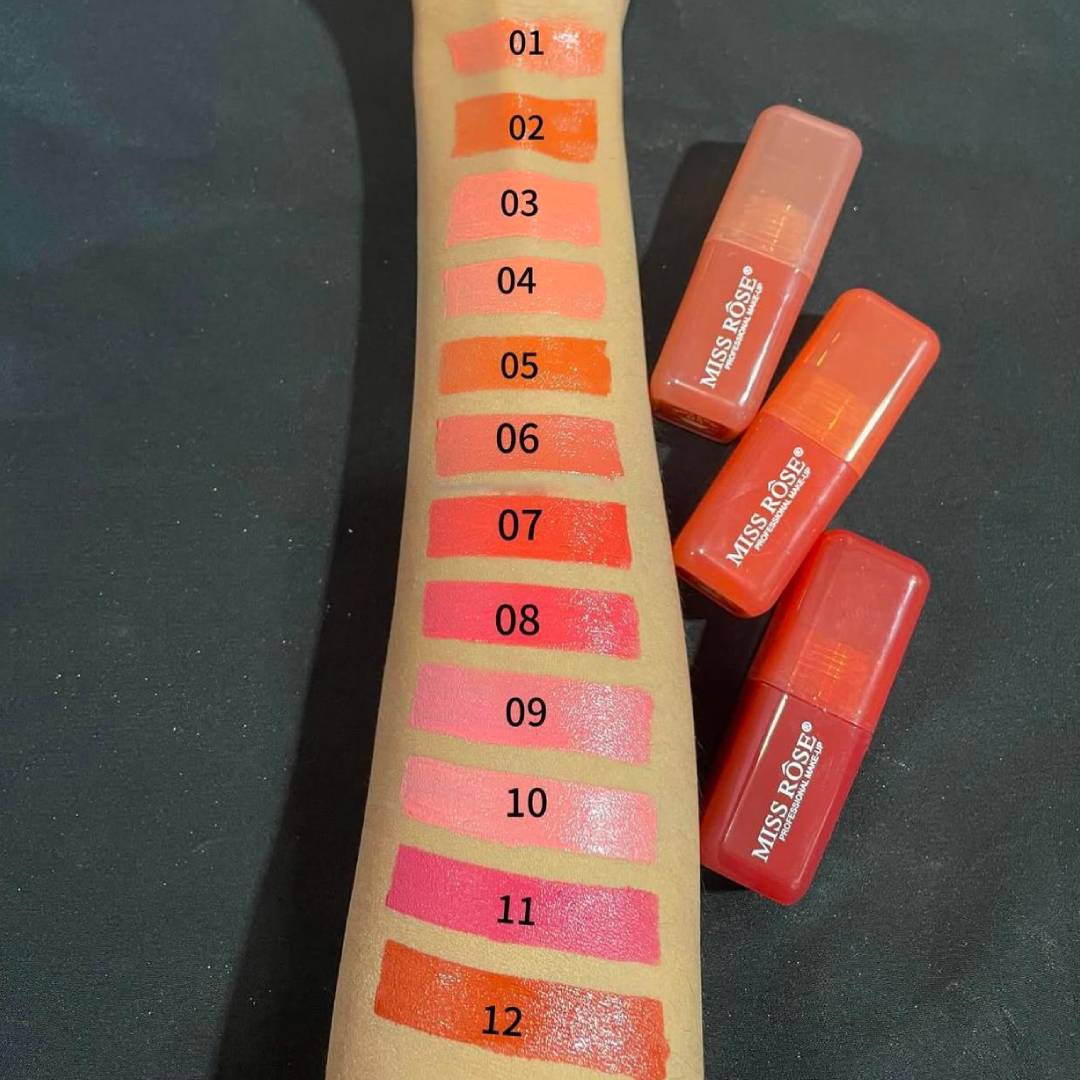 01
02
03
04
05
06
07
08
09
10
11
12
MISS RÔSE®
PROFESSIONAL MAKE-UP
MISS RÔSE®
PROFESSIONAL MAKE-UP
MISS RÔSE®
PROFESSIONAL MAKE-UP